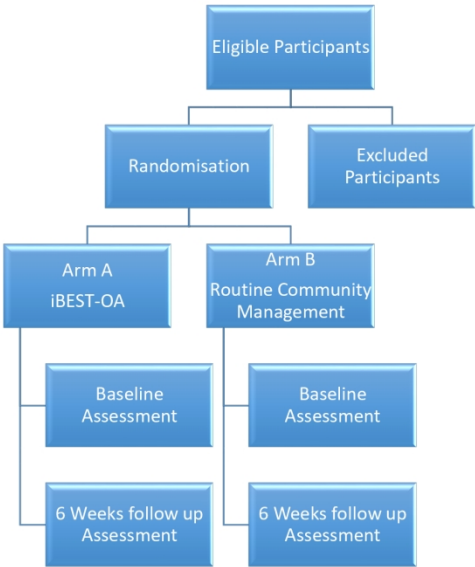 Eligible Participants
Randomisation
Excluded
Participants
Arm A
iBEST-OA
Arm B
Routine Community
Management
Baseline
Assessment
Baseline
Assessment
6 Weeks follow up
Assessment
6 Weeks follow up
Assessment